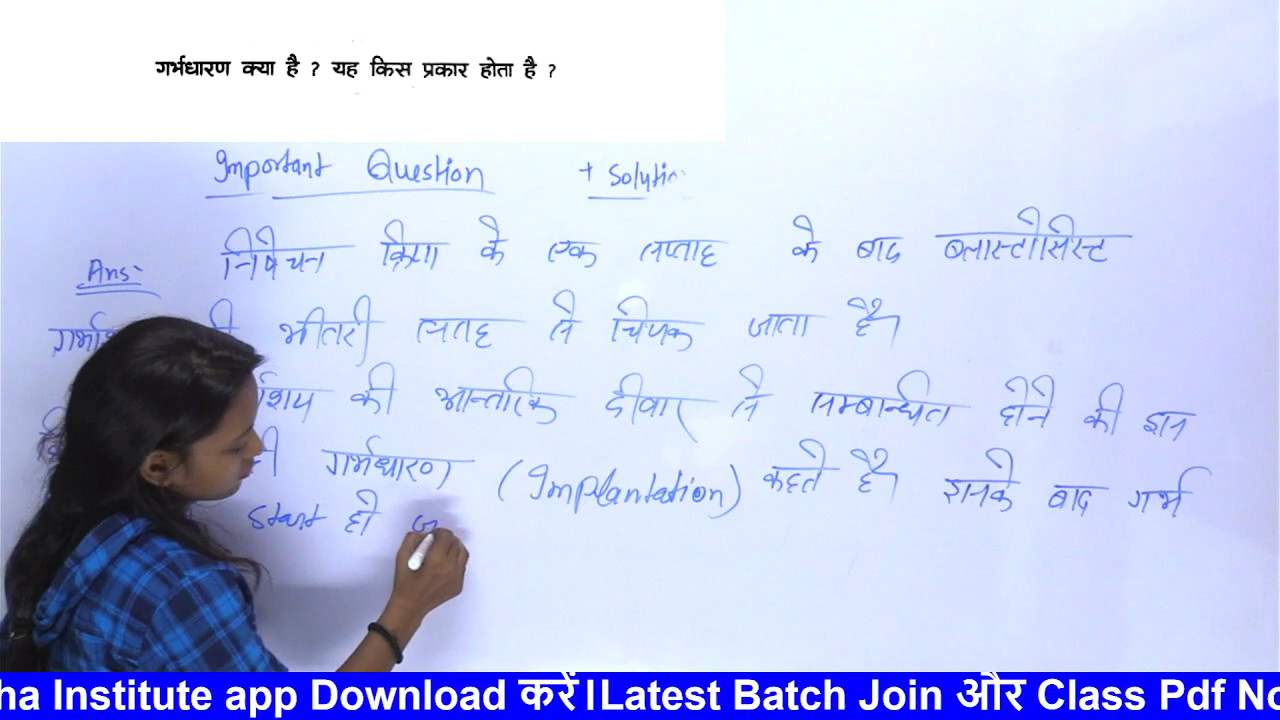 गर्भधारण क्या है ? यह किस प्रकार होता है ?
Important Question + Solutio
Ans:-
निषेचन क्रिया के एक सप्ताह के बाद ब्लास्टोसिस्ट
भीतरी सतह से चिपक जाता है।
की आन्तरिक दीवार से सम्बान्धित होने की इस
गर्भधारण (Implantation) कहते है। इसके बाद गर्भ
Start हो
ha Institute app Download करें।Latest Batch Join और Class Pdf No